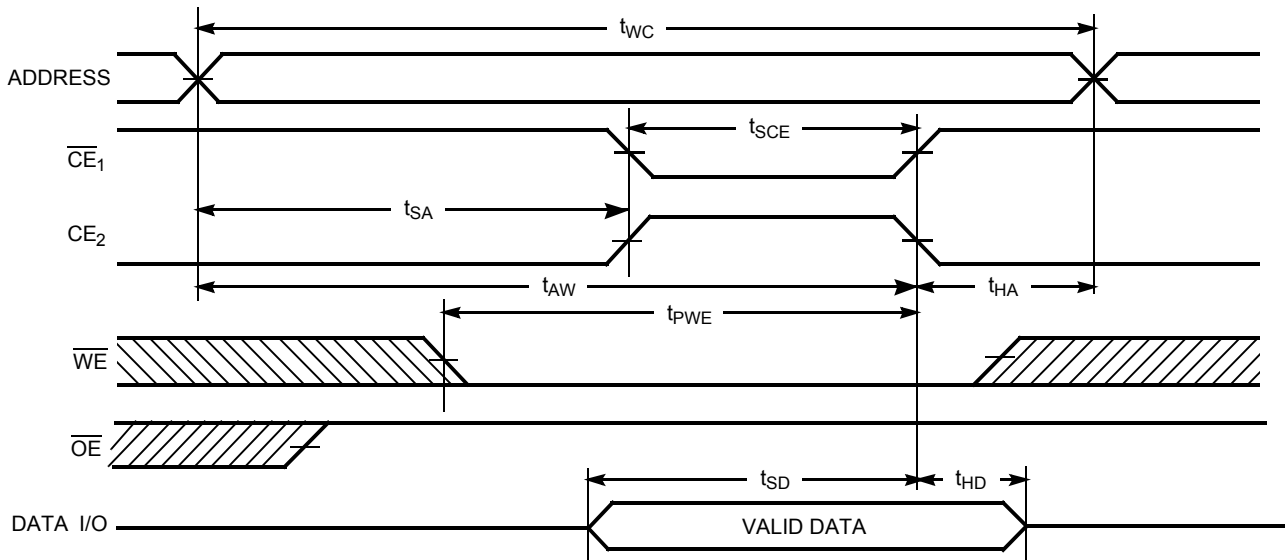 tWC
ADDRESS
tSCE
CE1
tSA
CE2
tAW
tHA
tPWE
WE
OE
tSD
tHD
DATA I/O
VALID DATA